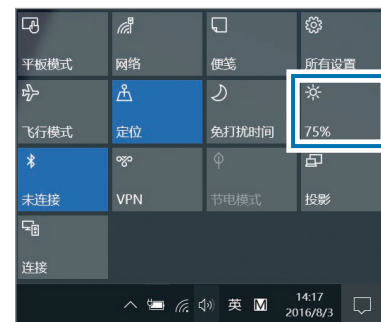 平板模式 网络 便笺 所有设置
飞行模式 定位 免打扰时间 75%
未连接 VPN 节电模式 投影
连接
英 M 14:17
2016/8/3